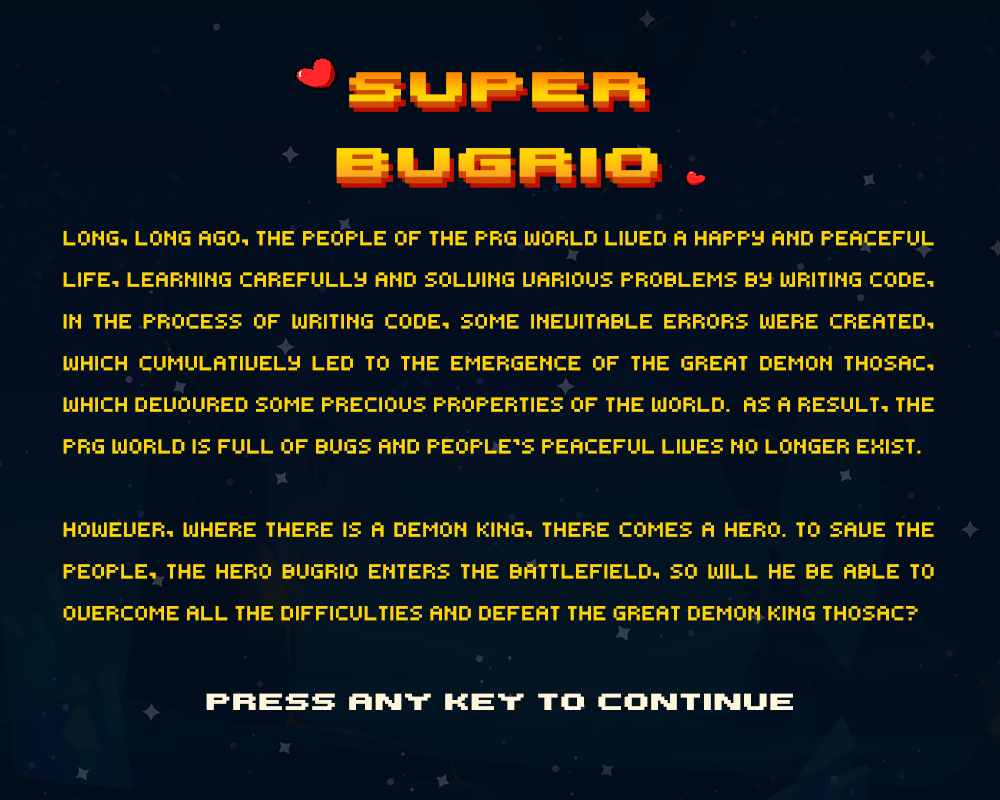 SUPER
BUGRIO
LONG, LONG AGO, THE PEOPLE OF THE PRG WORLD LIVED A HAPPY AND PEACEFUL
LIFE, LEARNING CAREFULLY AND SOLVING VARIOUS PROBLEMS BY WRITING CODE,
IN THE PROCESS OF WRITING CODE, SOME INEVITABLE ERRORS WERE CREATED,
WHICH CUMULATIVELY LED TO THE EMERGENCE OF THE GREAT DEMON THOSAC,
WHICH DEVOURED SOME PRECIOUS PROPERTIES OF THE WORLD. AS A RESULT, THE
PRG WORLD IS FULL OF BUGS AND PEOPLE'S PEACEFUL LIVES NO LONGER EXIST.
HOWEVER, WHERE THERE IS A DEMON KING, THERE COMES A HERO. TO SAVE THE
PEOPLE, THE HERO BUGRIO ENTERS THE BATTLEFIELD, SO WILL HE BE ABLE TO
OVERCOME ALL THE DIFFICULTIES AND DEFEAT THE GREAT DEMON KING THOSAC?
PRESS ANY KEY TO CONTINUE